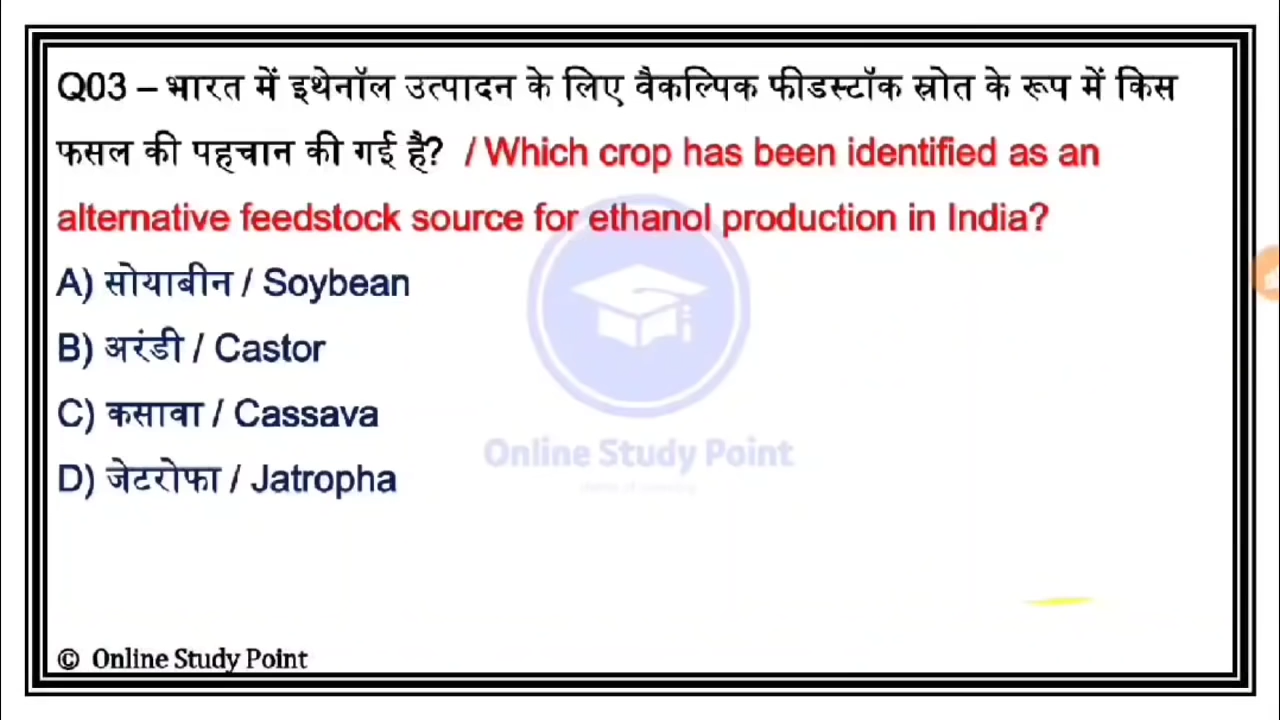 Q03 – भारत में इथेनॉल उत्पादन के लिए वैकल्पिक फीडस्टॉक स्रोत के रूप में किस
फसल की पहचान की गई है? / Which crop has been identified as an
alternative feedstock source for ethanol production in India?
A) सोयाबीन / Soybean
B) अरंडी / Castor
C) कसावा / Cassava
Online Study Point
D) जेटरोफा / Jatropha
© Online Study Point